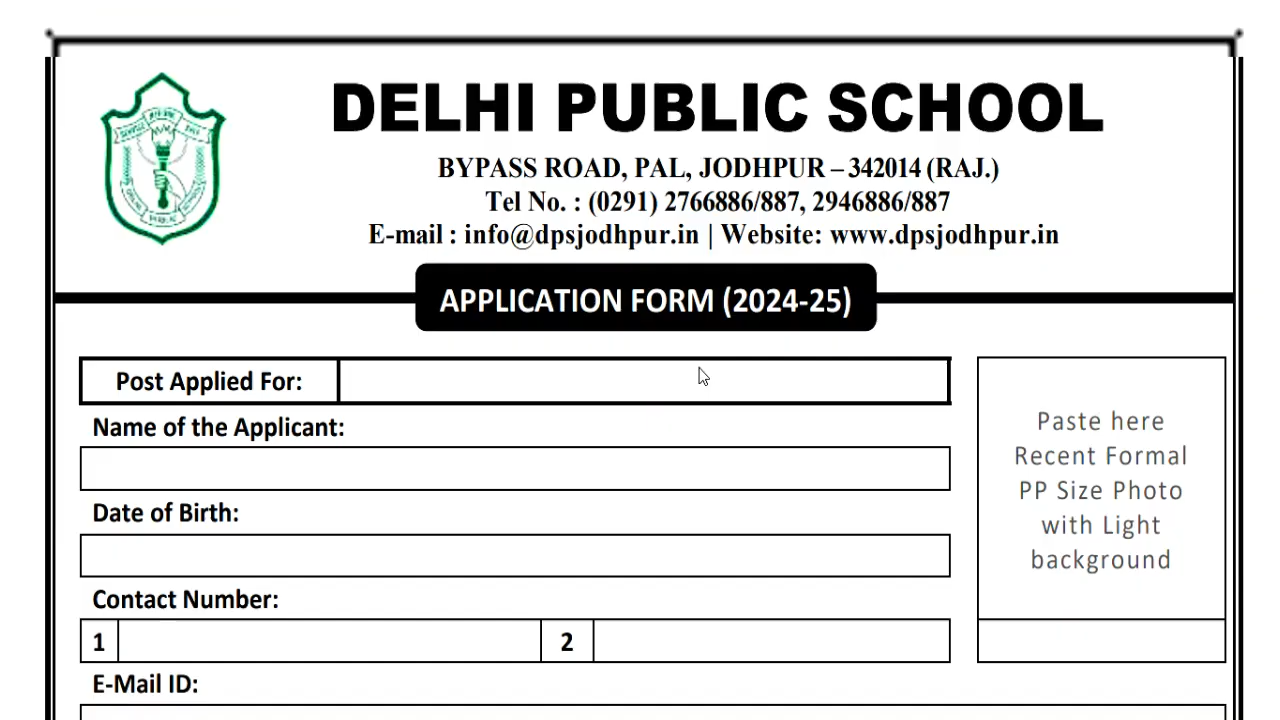 DELHI PUBLIC SCHOOL
BYPASS ROAD, PAL, JODHPUR – 342014 (RAJ.)
Tel No. : (0291) 2766886/887, 2946886/887
E-mail : info@dpsjodhpur.in | Website: www.dpsjodhpur.in
APPLICATION FORM (2024-25)
Post Applied For:
Name of the Applicant:
Date of Birth:
Contact Number:
1 2
E-Mail ID:
Paste here
Recent Formal
PP Size Photo
with Light
background